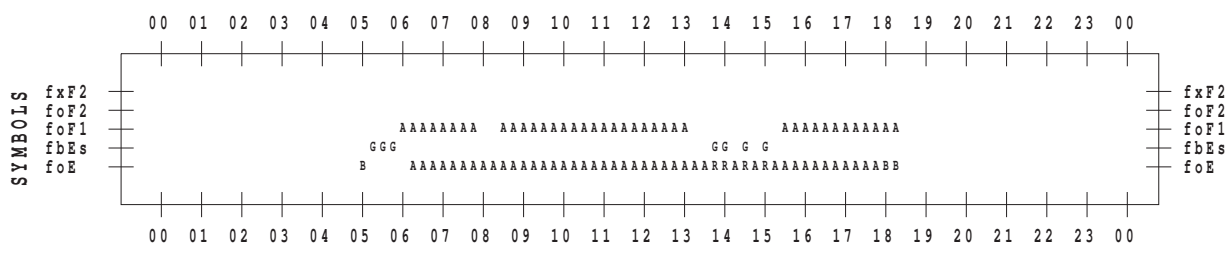 00 01 02 03 04 05 06 07 08 09 10 11 12 13 14 15 16 17 18 19 20 21 22 23 00
SYMBOLS
fxF2 fxF2
foF2 foF2
foF1 AAAAAAAA AAAAAAAAAAAAAAAAAAA AAAAAAAAAAAA foF1
fbEs GGG GG G G fbEs
foE B AAAAAAAAAAAAAAAAAAAAAAAAAAAAAARRARARAAAAAAAAAAABB foE
00 01 02 03 04 05 06 07 08 09 10 11 12 13 14 15 16 17 18 19 20 21 22 23 00